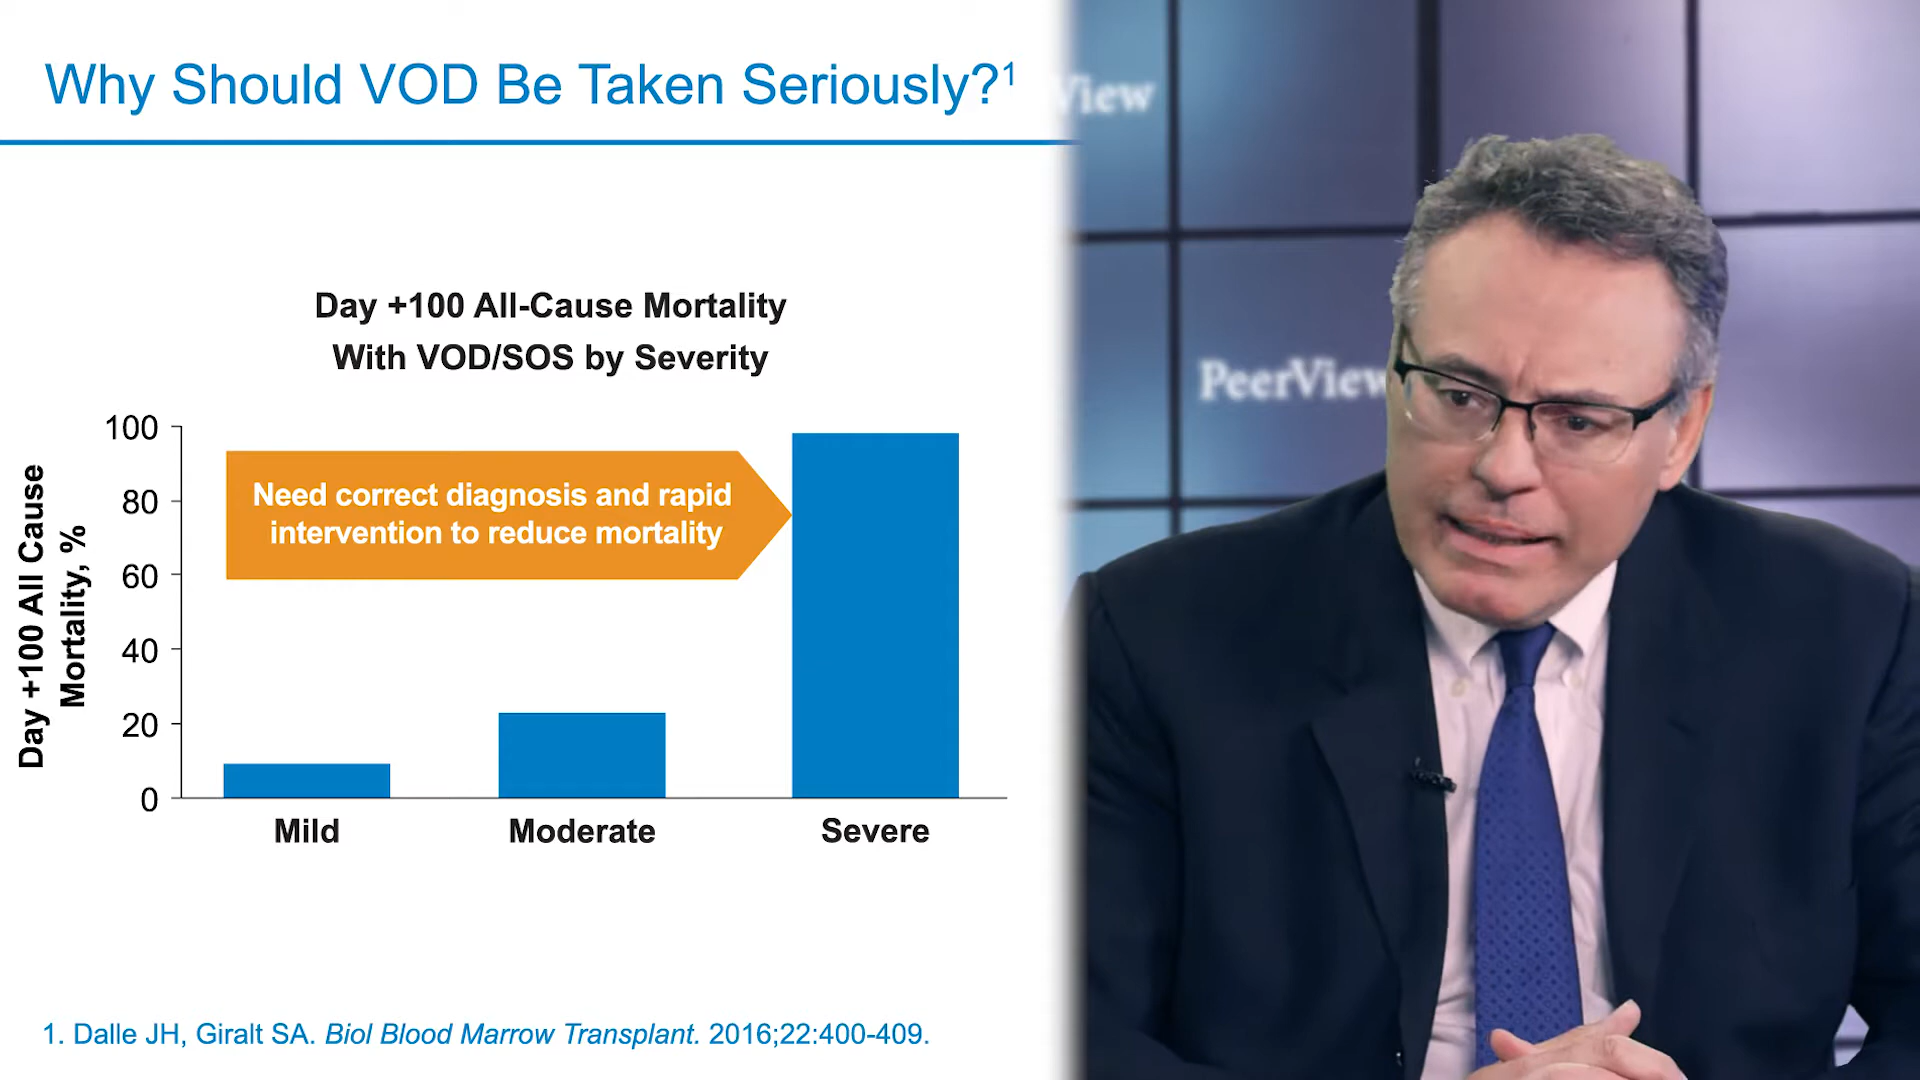 Why Should VOD Be Taken Seriously?¹
View
PeerView
Day +100 All-Cause Mortality
With VOD/SOS by Severity
Day +100 All Cause
Mortality, %
100
80
60
40
20
0
Need correct diagnosis and rapid
intervention to reduce mortality
Mild
Moderate
Severe
1. Dalle JH, Giralt SA. Biol Blood Marrow Transplant. 2016;22:400-409.